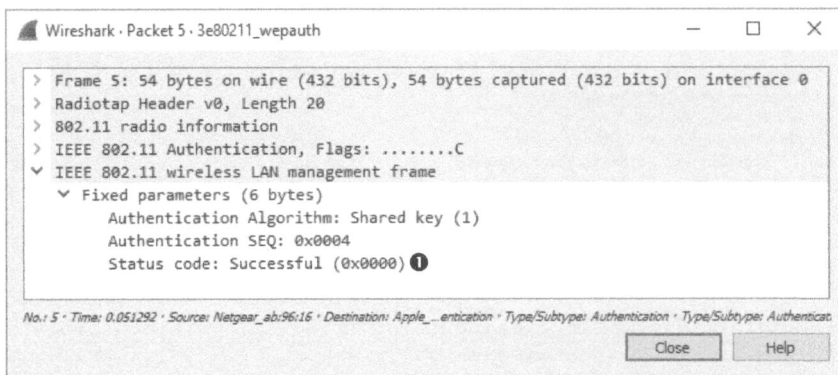 Wireshark · Packet 5 · 3e80211_wepauth
> Frame 5: 54 bytes on wire (432 bits), 54 bytes captured (432 bits) on interface 0
> Radiotap Header v0, Length 20
> 802.11 radio information
> IEEE 802.11 Authentication, Flags: ........C
∨ IEEE 802.11 wireless LAN management frame
∨ Fixed parameters (6 bytes)
Authentication Algorithm: Shared key (1)
Authentication SEQ: 0x0004
Status code: Successful (0x0000) ❶
No.: 5 · Time: 0.051292 · Source: Netgear_ab:96:16 · Destination: Apple_...entication · Type/Subtype: Authentication · Type/Subtype: Authenticat
Close Help